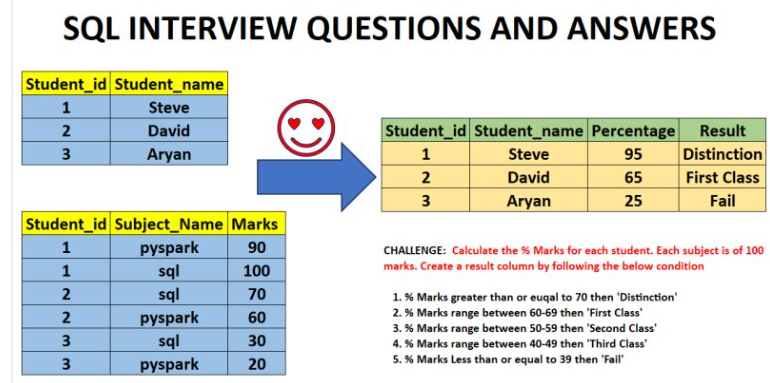 SQL INTERVIEW QUESTIONS AND ANSWERS
Student_id Student_name
1 Steve
2 David
3 Aryan
Student_id Subject_Name Marks
1 pyspark 90
1 sql 100
2 sql 70
2 pyspark 60
3 sql 30
3 pyspark 20
Student_id Student_name Percentage Result
1 Steve 95 Distinction
2 David 65 First Class
3 Aryan 25 Fail
CHALLENGE: Calculate the % Marks for each student. Each subject is of 100
marks. Create a result column by following the below condition
1. % Marks greater than or euqal to 70 then 'Distinction'
2. % Marks range between 60-69 then 'First Class'
3. % Marks range between 50-59 then 'Second Class'
4. % Marks range between 40-49 then 'Third Class'
5. % Marks Less than or equal to 39 then 'Fail'